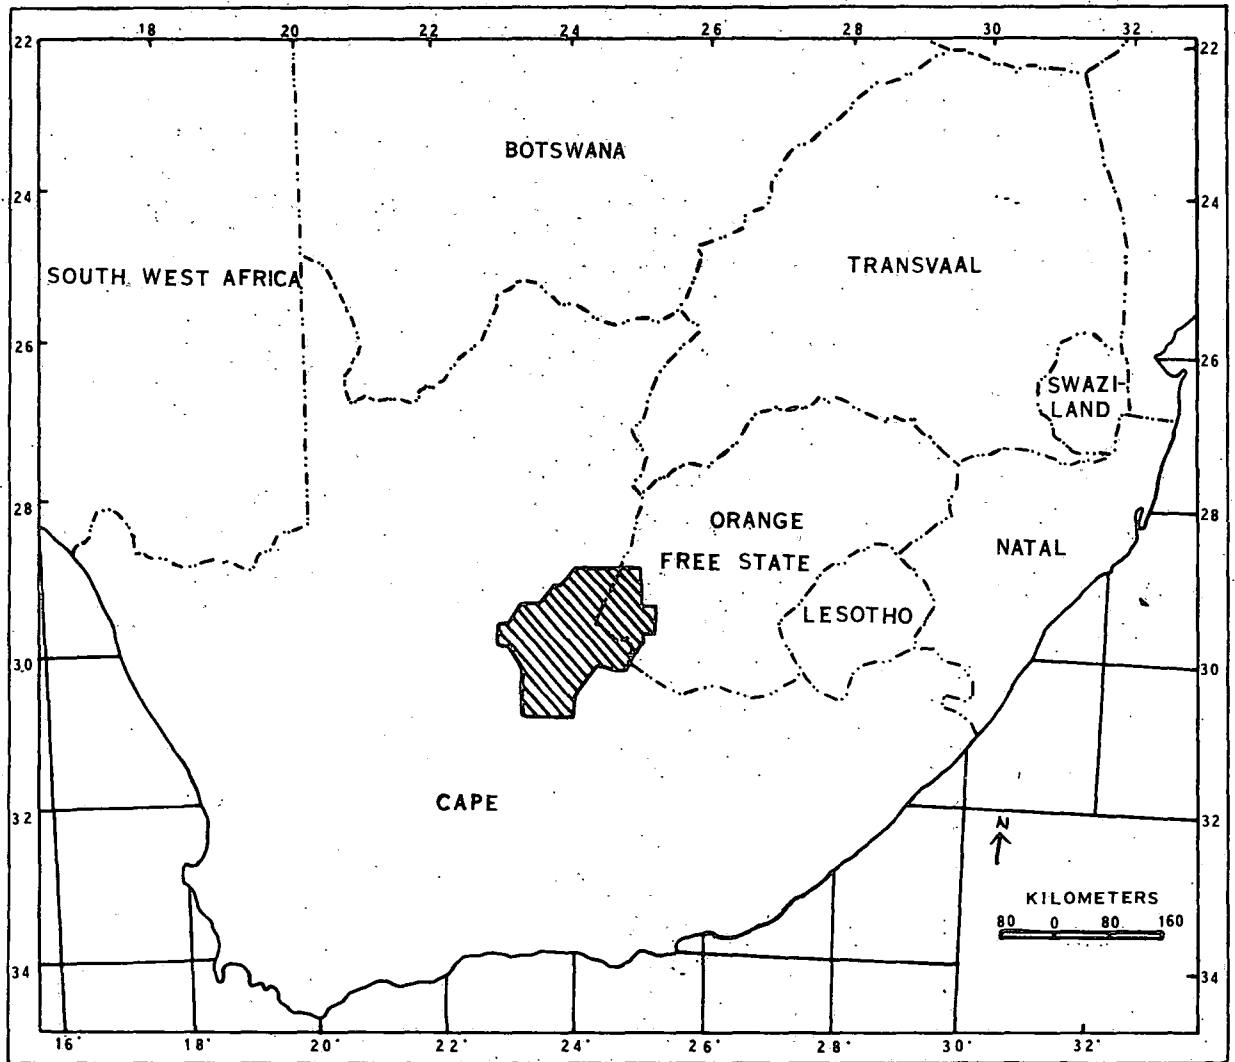 18 20 22 24 26 28 30 32
22 22
BOTSWANA
24 24
SOUTH WEST AFRICA
TRANSVAAL
26 26
SWAZI-
LAND
28 28
ORANGE
FREE STATE
NATAL
LESOTHO
30 30
CAPE
32 32
N
KILOMETERS
80 0 80 160
34 34
16 18 20 22 24 26 28 30 32